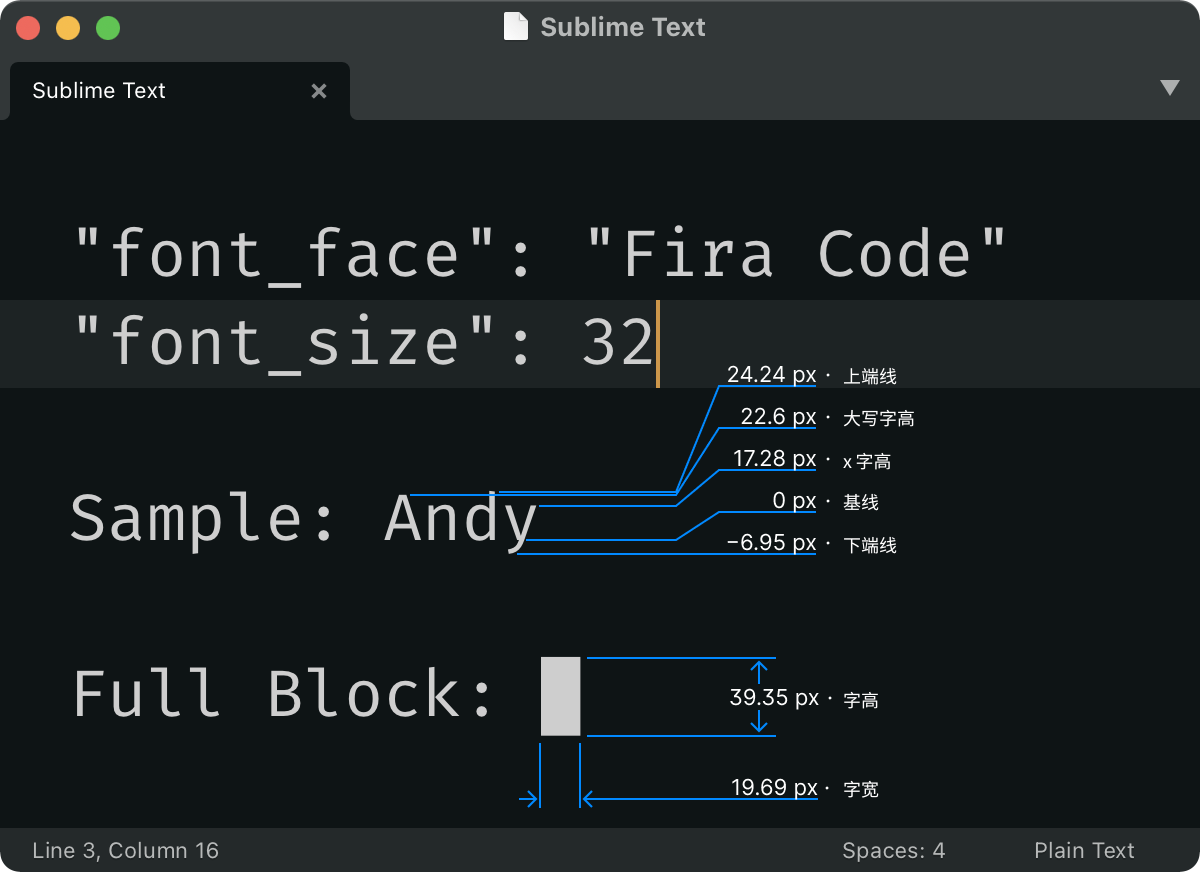 Sublime Text
Sublime Text ×
"font_face": "Fira Code"
"font_size": 32
24.24 px · 上端线
22.6 px · 大写字高
17.28 px · x 字高
0 px · 基线
−6.95 px · 下端线
Sample: Andy
Full Block: █
39.35 px · 字高
19.69 px · 字宽
Line 3, Column 16 Spaces: 4 Plain Text